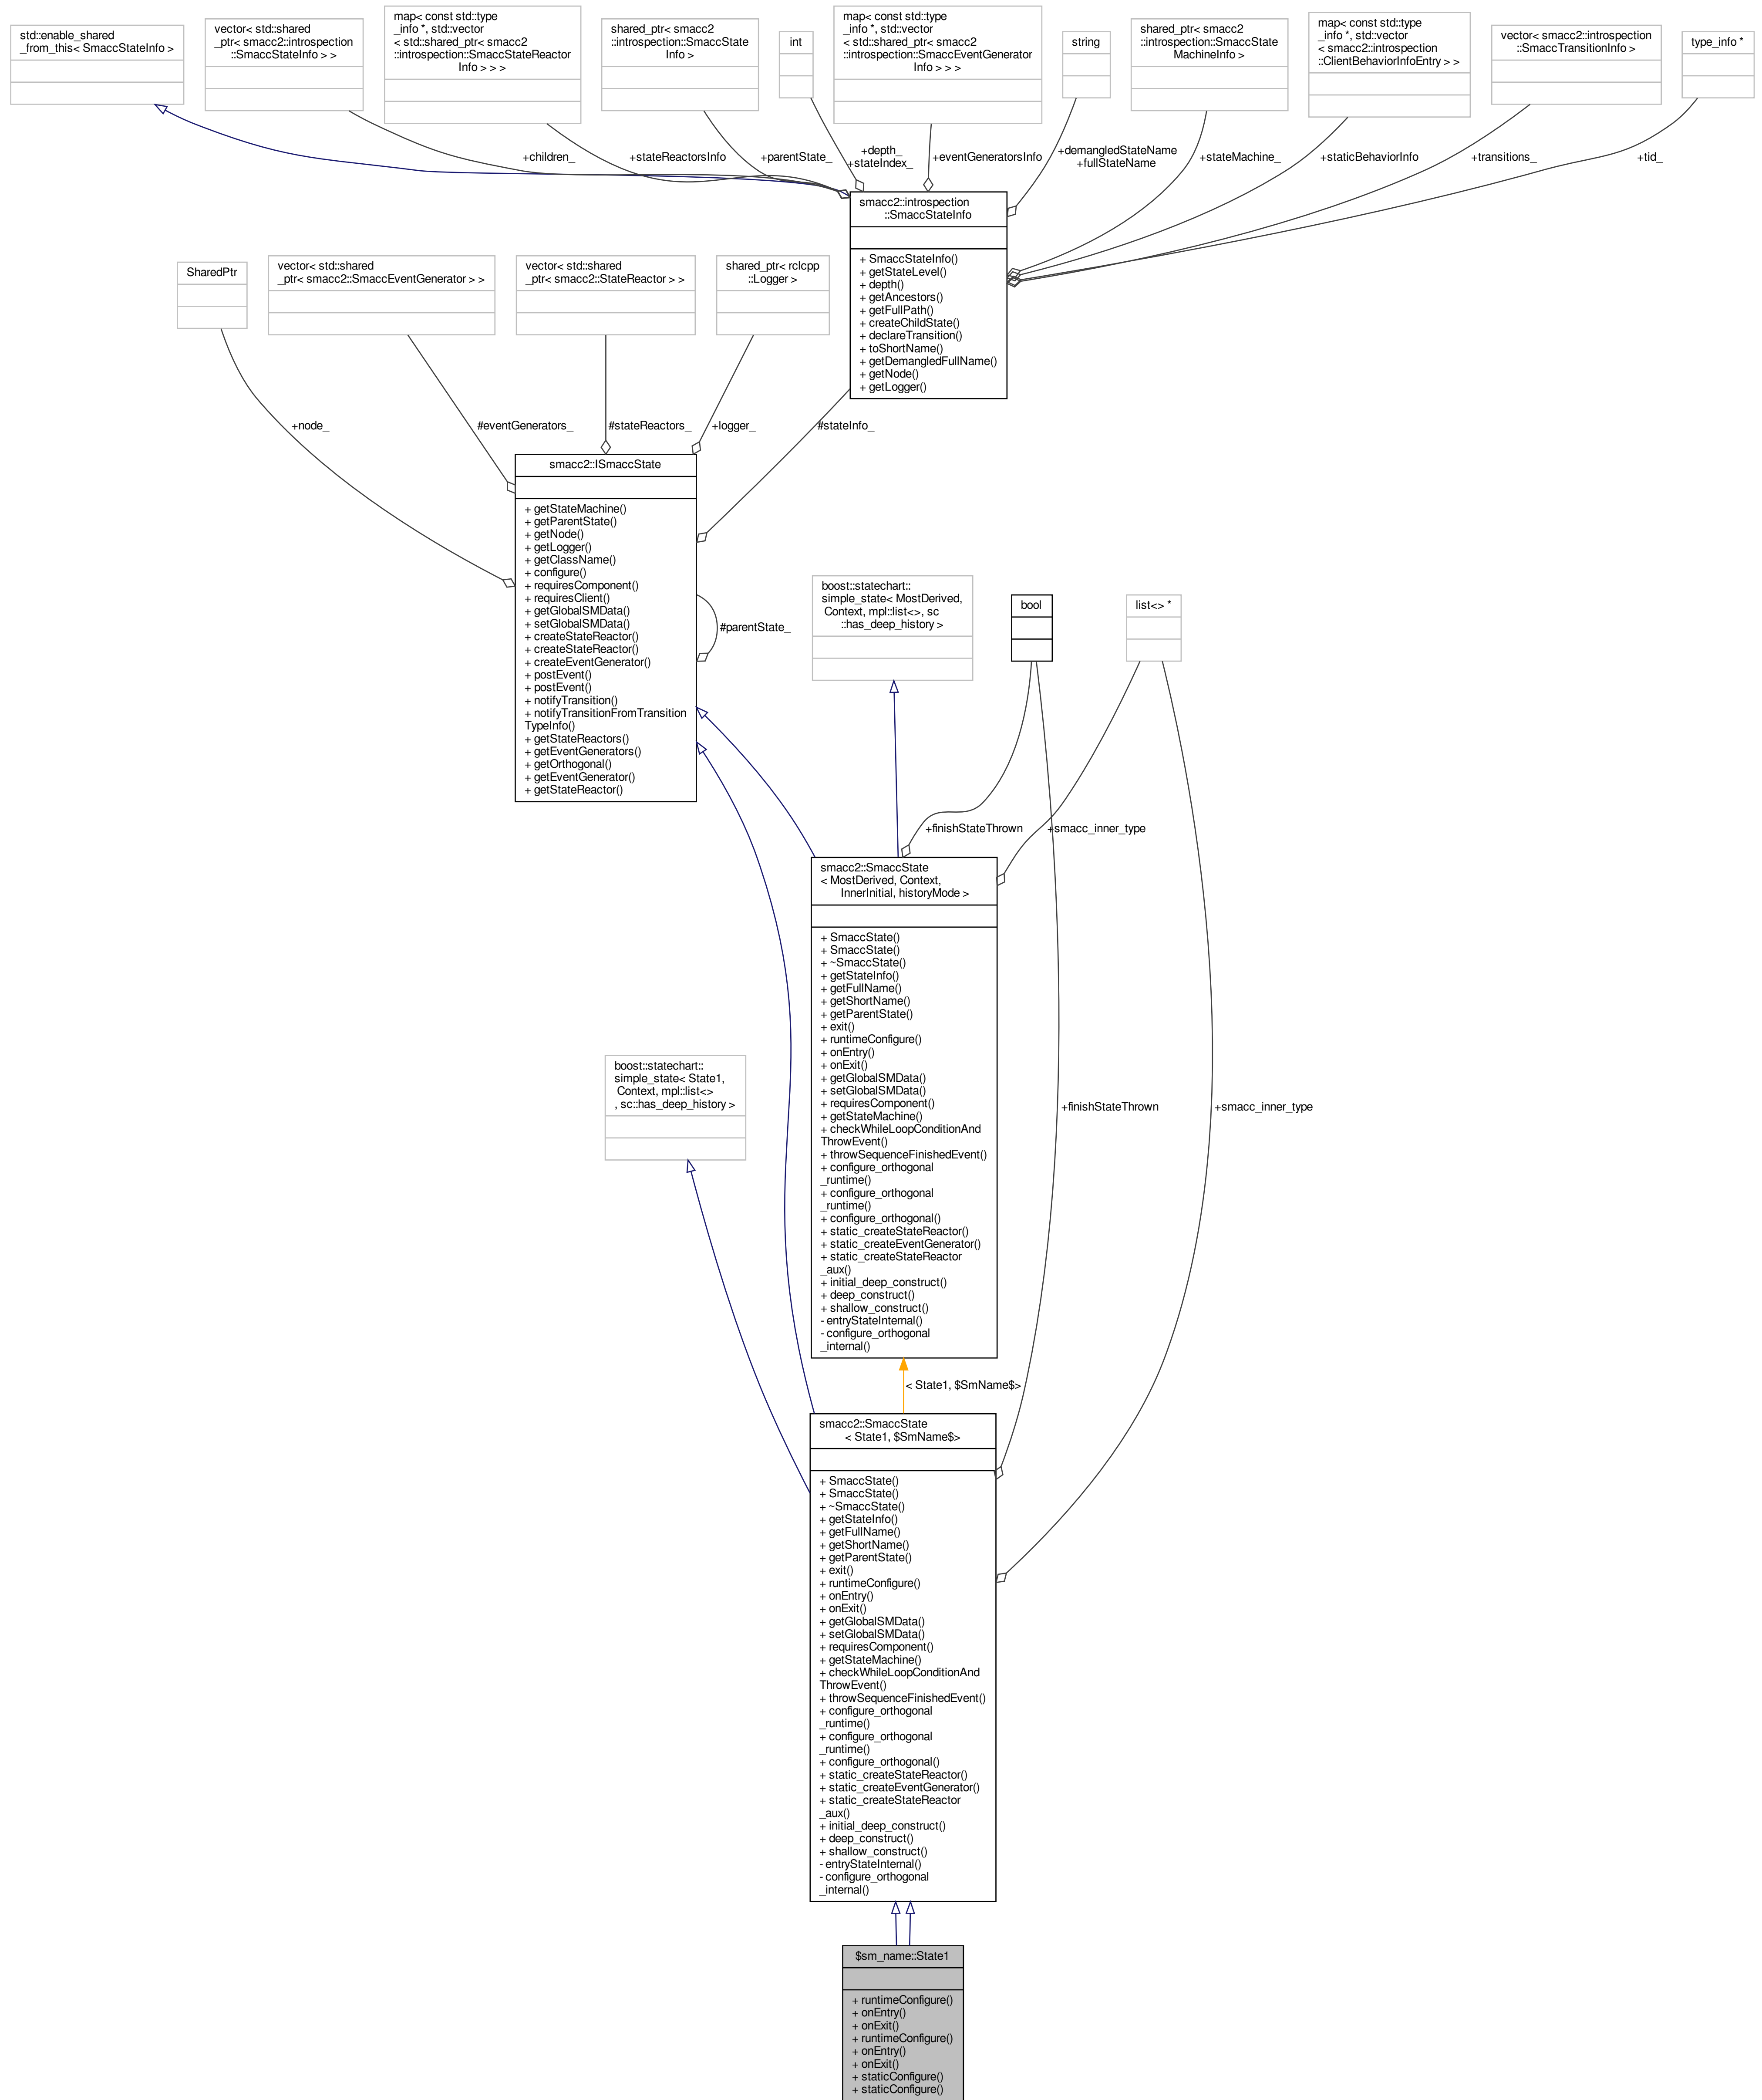 std::enable_shared
_from_this< SmaccStateInfo >
vector< std::shared
_ptr< smacc2::introspection
::SmaccStateInfo > >
map< const std::type
_info *, std::vector
< std::shared_ptr< smacc2
::introspection::SmaccStateReactor
Info > > >
shared_ptr< smacc2
::introspection::SmaccState
Info >
int
map< const std::type
_info *, std::vector
< std::shared_ptr< smacc2
::introspection::SmaccEventGenerator
Info > > >
string
shared_ptr< smacc2
::introspection::SmaccState
MachineInfo >
map< const std::type
_info *, std::vector
< smacc2::introspection
::ClientBehaviorInfoEntry > >
vector< smacc2::introspection
::SmaccTransitionInfo >
type_info *
+children_
+stateReactorsInfo
+parentState_
+depth_
+stateIndex_
+eventGeneratorsInfo
+demangledStateName
+fullStateName
+stateMachine_
+staticBehaviorInfo
+transitions_
+tid_
smacc2::introspection
::SmaccStateInfo
+ SmaccStateInfo()
+ getStateLevel()
+ depth()
+ getAncestors()
+ getFullPath()
+ createChildState()
+ declareTransition()
+ toShortName()
+ getDemangledFullName()
+ getNode()
+ getLogger()
SharedPtr
vector< std::shared
_ptr< smacc2::SmaccEventGenerator > >
vector< std::shared
_ptr< smacc2::StateReactor > >
shared_ptr< rclcpp
::Logger >
+node_
#eventGenerators_
#stateReactors_
+logger_
#stateInfo_
smacc2::ISmaccState
+ getStateMachine()
+ getParentState()
+ getNode()
+ getLogger()
+ getClassName()
+ configure()
+ requiresComponent()
+ requiresClient()
+ getGlobalSMData()
+ setGlobalSMData()
+ createStateReactor()
+ createStateReactor()
+ createEventGenerator()
+ postEvent()
+ postEvent()
+ notifyTransition()
+ notifyTransitionFromTransition
TypeInfo()
+ getStateReactors()
+ getEventGenerators()
+ getOrthogonal()
+ getEventGenerator()
+ getStateReactor()
#parentState_
boost::statechart::
simple_state< MostDerived,
Context, mpl::list<>, sc
::has_deep_history >
bool
list<> *
+finishStateThrown
+smacc_inner_type
smacc2::SmaccState
< MostDerived, Context,
InnerInitial, historyMode >
+ SmaccState()
+ SmaccState()
+ ~SmaccState()
+ getStateInfo()
+ getFullName()
+ getShortName()
+ getParentState()
+ exit()
+ runtimeConfigure()
+ onEntry()
+ onExit()
+ getGlobalSMData()
+ setGlobalSMData()
+ requiresComponent()
+ getStateMachine()
+ checkWhileLoopConditionAnd
ThrowEvent()
+ throwSequenceFinishedEvent()
+ configure_orthogonal
_runtime()
+ configure_orthogonal
_runtime()
+ configure_orthogonal()
+ static_createStateReactor()
+ static_createEventGenerator()
+ static_createStateReactor
_aux()
+ initial_deep_construct()
+ deep_construct()
+ shallow_construct()
- entryStateInternal()
- configure_orthogonal
_internal()
boost::statechart::
simple_state< State1,
Context, mpl::list<>
, sc::has_deep_history >
+finishStateThrown
+smacc_inner_type
< State1, $SmName$>
smacc2::SmaccState
< State1, $SmName$>
+ SmaccState()
+ SmaccState()
+ ~SmaccState()
+ getStateInfo()
+ getFullName()
+ getShortName()
+ getParentState()
+ exit()
+ runtimeConfigure()
+ onEntry()
+ onExit()
+ getGlobalSMData()
+ setGlobalSMData()
+ requiresComponent()
+ getStateMachine()
+ checkWhileLoopConditionAnd
ThrowEvent()
+ throwSequenceFinishedEvent()
+ configure_orthogonal
_runtime()
+ configure_orthogonal
_runtime()
+ configure_orthogonal()
+ static_createStateReactor()
+ static_createEventGenerator()
+ static_createStateReactor
_aux()
+ initial_deep_construct()
+ deep_construct()
+ shallow_construct()
- entryStateInternal()
- configure_orthogonal
_internal()
$sm_name::State1
+ runtimeConfigure()
+ onEntry()
+ onExit()
+ runtimeConfigure()
+ onEntry()
+ onExit()
+ staticConfigure()
+ staticConfigure()